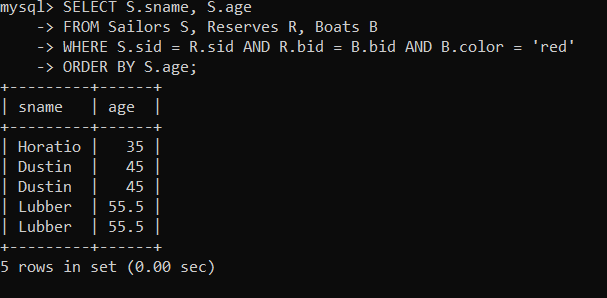 mysql> SELECT S.sname, S.age
    -> FROM Sailors S, Reserves R, Boats B
    -> WHERE S.sid = R.sid AND R.bid = B.bid AND B.color = 'red'
    -> ORDER BY S.age;
+---------+------+
| sname   | age  |
+---------+------+
| Horatio |   35 |
| Dustin  |   45 |
| Dustin  |   45 |
| Lubber  | 55.5 |
| Lubber  | 55.5 |
+---------+------+
5 rows in set (0.00 sec)